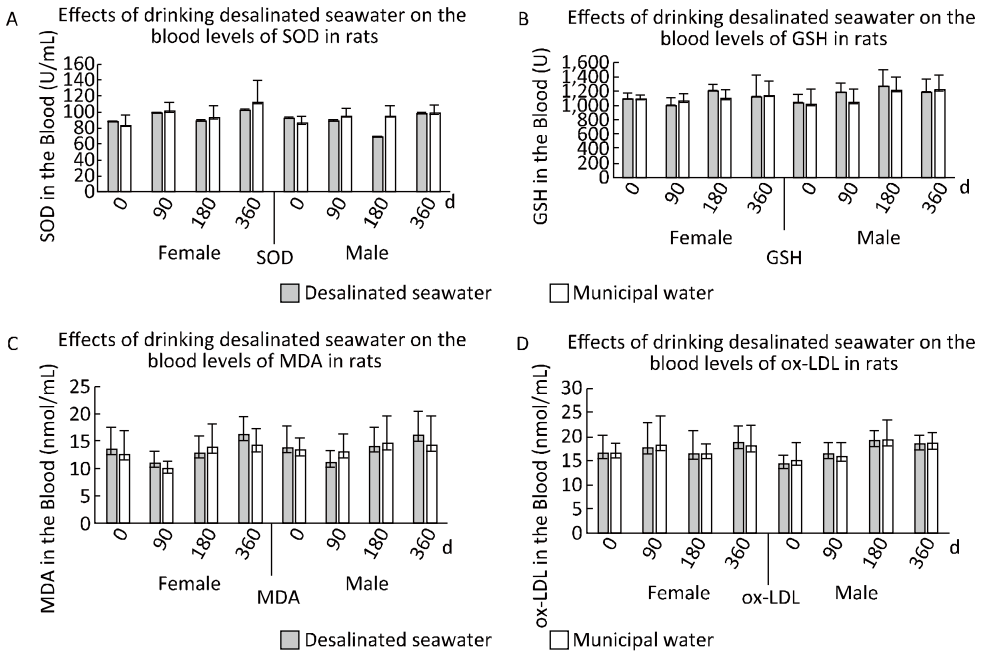 A
Effects of drinking desalinated seawater on the
blood levels of SOD in rats
SOD in the Blood (U/mL)
160
140
120
100
80
60
40
20
0
0 90 180 360 0 90 180 360 d
Female Male
SOD
B
Effects of drinking desalinated seawater on the
blood levels of GSH in rats
GSH in the Blood (U)
1,600
1,400
1,200
1,000
800
600
400
200
0
0 90 180 360 0 90 180 360 d
Female Male
GSH
Desalinated seawater Municipal water
C
Effects of drinking desalinated seawater on the
blood levels of MDA in rats
MDA in the Blood (nmol/mL)
25
20
15
10
5
0
0 90 180 360 0 90 180 360 d
Female Male
MDA
D
Effects of drinking desalinated seawater on the
blood levels of ox-LDL in rats
ox-LDL in the Blood (nmol/mL)
30
25
20
15
10
5
0
0 90 180 360 0 90 180 360 d
Female Male
ox-LDL
Desalinated seawater Municipal water